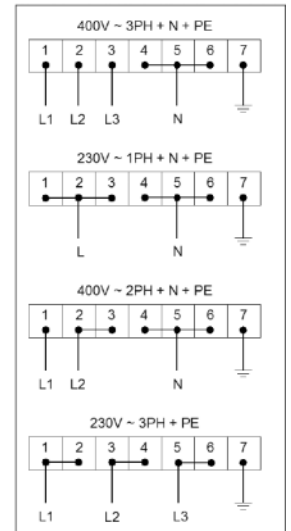 400V ~ 3PH + N + PE
1 2 3 4 5 6 7
L1 L2 L3 N
230V ~ 1PH + N + PE
1 2 3 4 5 6 7
L N
400V ~ 2PH + N + PE
1 2 3 4 5 6 7
L1 L2 N
230V ~ 3PH + PE
1 2 3 4 5 6 7
L1 L2 L3